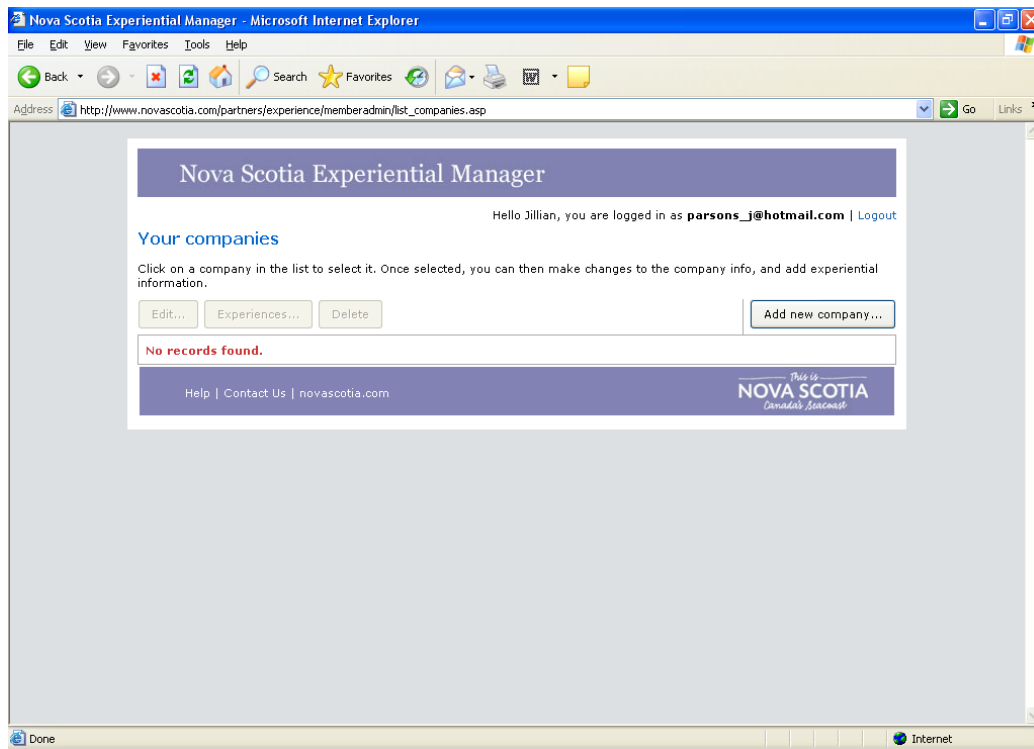 Nova Scotia Experiential Manager - Microsoft Internet Explorer
File Edit View Favorites Tools Help
Back Search Favorites
Address http://www.novascotia.com/partners/experience/memberadmin/list_companies.asp Go Links
Nova Scotia Experiential Manager
Hello Jillian, you are logged in as parsons_j@hotmail.com | Logout
Your companies
Click on a company in the list to select it. Once selected, you can then make changes to the company info, and add experiential
information.
Edit... Experiences... Delete Add new company...
No records found.
Help | Contact Us | novascotia.com
This is
NOVA SCOTIA
Canada's Seacoast
Done Internet